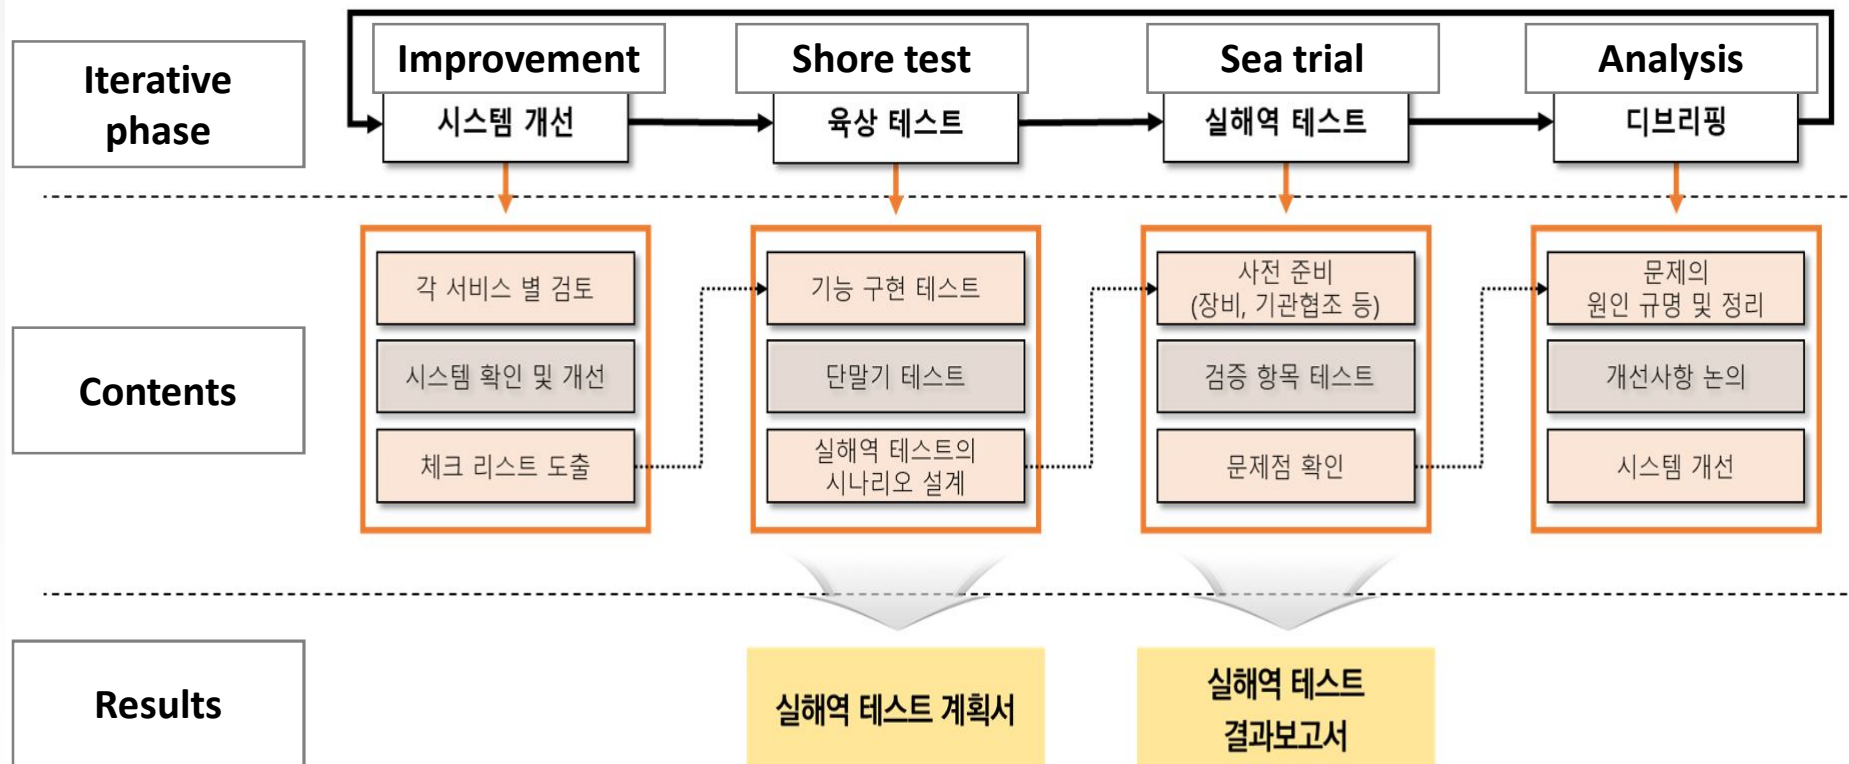 Iterative
phase
Improvement
Shore test
Sea trial
Analysis
시스템 개선
육상 테스트
실해역 테스트
디브리핑
Contents
각 서비스 별 검토
시스템 확인 및 개선
체크 리스트 도출
기능 구현 테스트
단말기 테스트
실해역 테스트의
시나리오 설계
사전 준비
(장비, 기관협조 등)
검증 항목 테스트
문제점 확인
문제의
원인 규명 및 정리
개선사항 논의
시스템 개선
Results
실해역 테스트 계획서
실해역 테스트
결과보고서